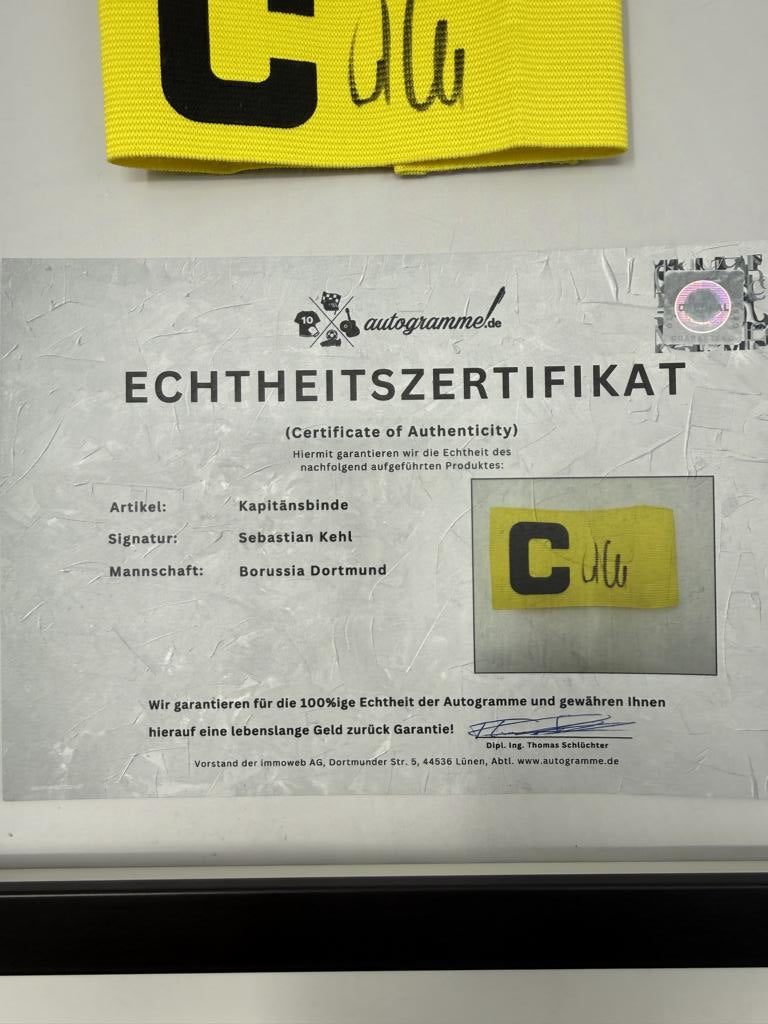 C
10
autogramme.de
ECHTHEITSZERTIFIKAT
(Certificate of Authenticity)
Hiermit garantieren wir die Echtheit des
nachfolgend aufgeführten Produktes:
Artikel: Kapitänsbinde
Signatur: Sebastian Kehl
Mannschaft: Borussia Dortmund
C
Wir garantieren für die 100%ige Echtheit der Autogramme und gewähren Ihnen
hierauf eine lebenslange Geld zurück Garantie!
Dipl. Ing. Thomas Schlüchter
Vorstand der immoweb AG, Dortmunder Str. 5, 44536 Lünen, Abtl. www.autogramme.de